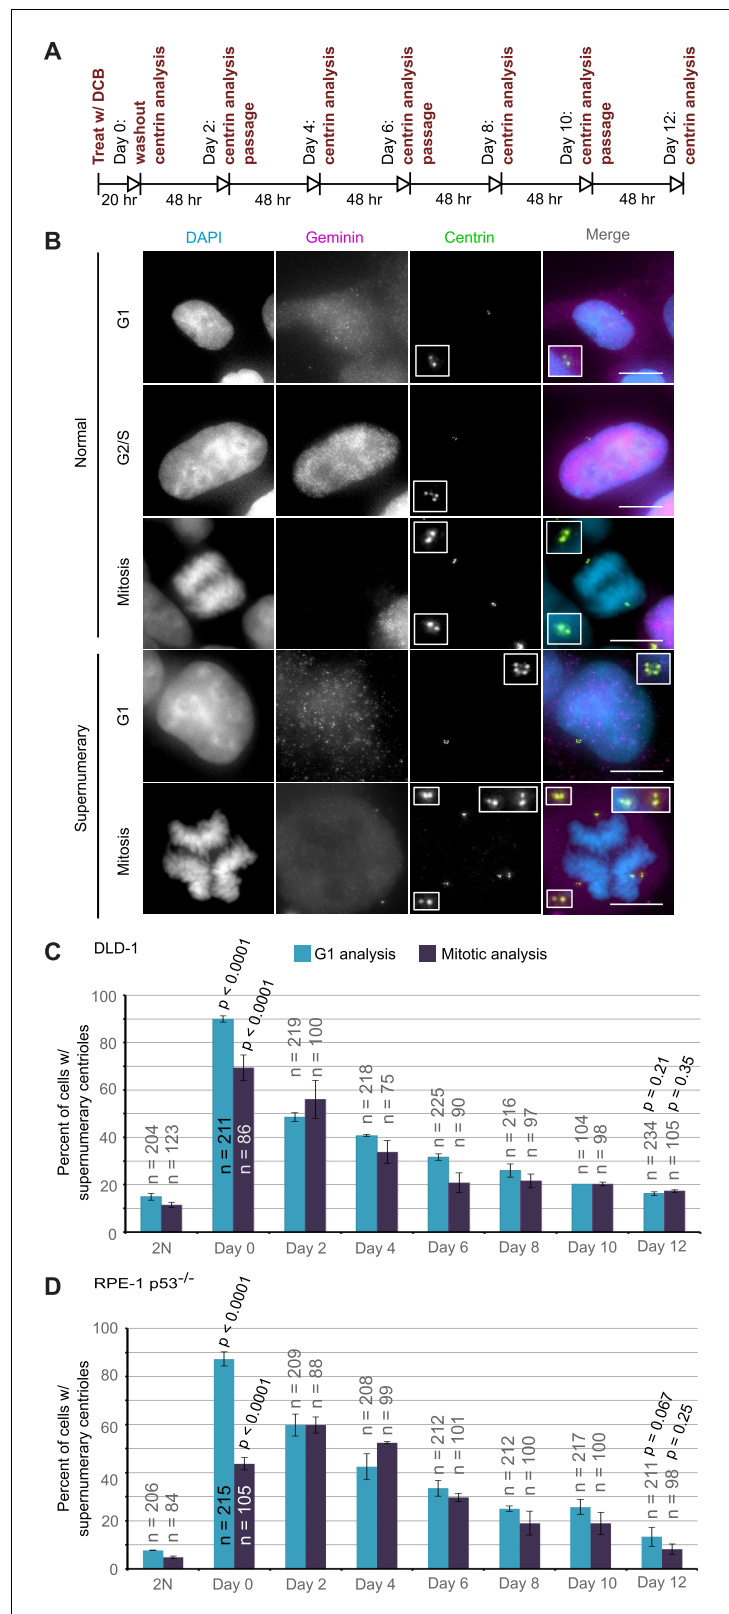 A
Treat w/ DCB
Day 0:
washout
centrin analysis
Day 2:
centrin analysis
passage
Day 4:
centrin analysis
Day 6:
centrin analysis
passage
Day 8:
centrin analysis
Day 10:
centrin analysis
passage
Day 12:
centrin analysis
20 hr 48 hr 48 hr 48 hr 48 hr 48 hr 48 hr
B
DAPI Geminin Centrin Merge
Normal
G1
G2/S
Mitosis
Supernumerary
G1
Mitosis
C DLD-1
G1 analysis Mitotic analysis
Percent of cells w/
supernumerary centrioles
100
80
60
40
20
0
n = 204
n = 123
n = 211
p < 0.0001
n = 86
p < 0.0001
n = 219
n = 100
n = 218
n = 75
n = 225
n = 90
n = 216
n = 97
n = 104
n = 98
n = 234 p = 0.21
n = 105 p = 0.35
2N Day 0 Day 2 Day 4 Day 6 Day 8 Day 10 Day 12
D RPE-1 p53-/-
Percent of cells w/
supernumerary centrioles
100
80
60
40
20
0
n = 206
n = 84
n = 215
p < 0.0001
n = 105
p < 0.0001
n = 209
n = 88
n = 208
n = 99
n = 212
n = 101
n = 212
n = 100
n = 217
n = 100
n = 211 p = 0.067
n = 98 p = 0.25
2N Day 0 Day 2 Day 4 Day 6 Day 8 Day 10 Day 12